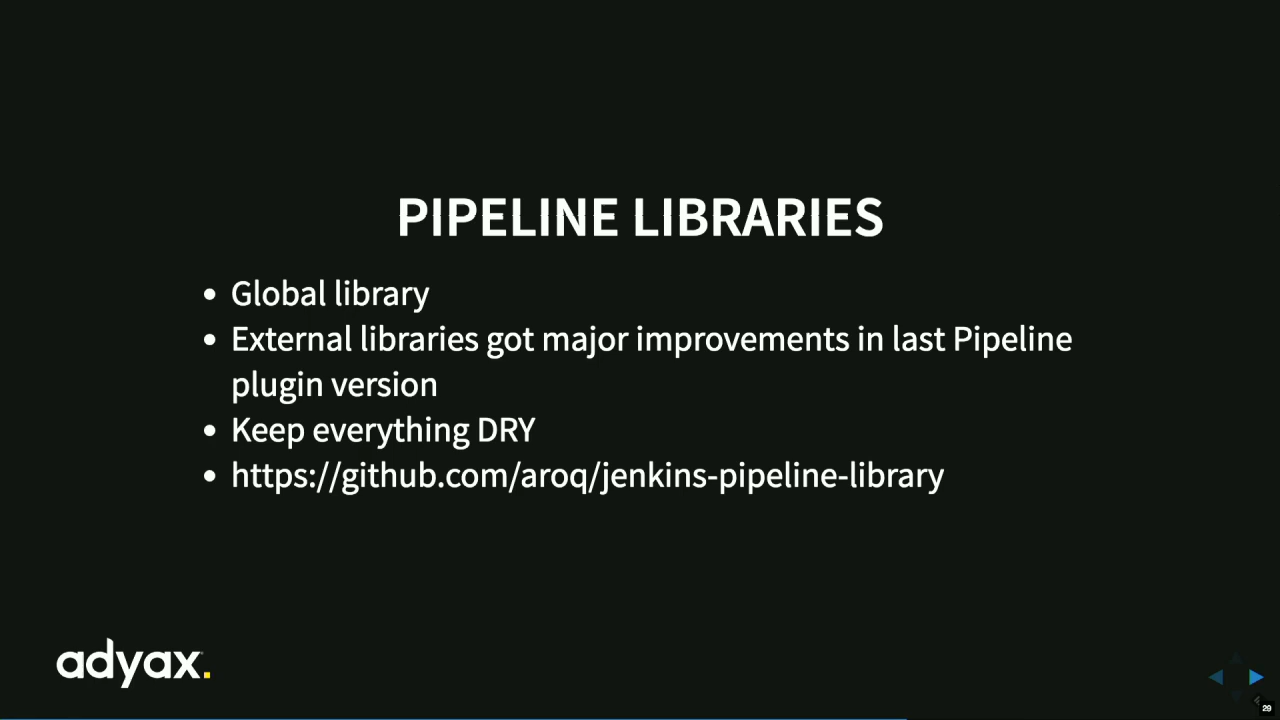 PIPELINE LIBRARIES
Global library
External libraries got major improvements in last Pipeline
plugin version
Keep everything DRY
https://github.com/aroq/jenkins-pipeline-library
adyax.
29